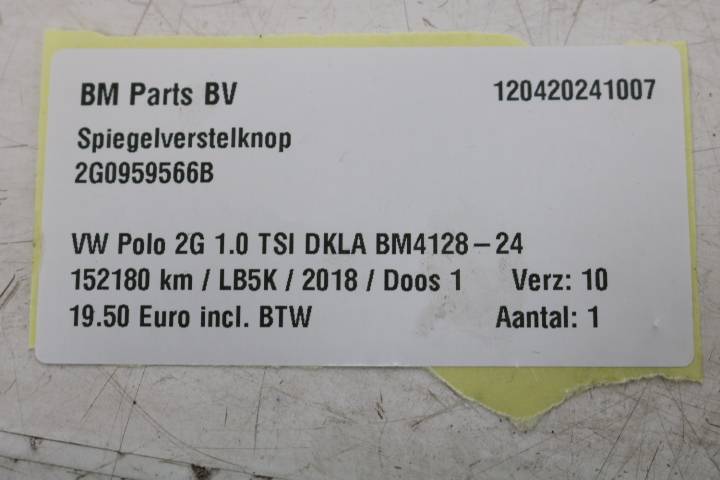 BM Parts BV 120420241007
Spiegelverstelknop
2G0959566B
VW Polo 2G 1.0 TSI DKLA BM4128-24
152180 km / LB5K / 2018 / Doos 1 Verz: 10
19.50 Euro incl. BTW Aantal: 1